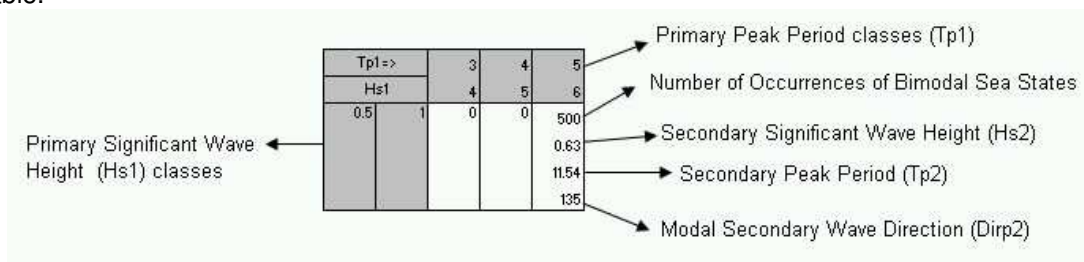 Primary Peak Period classes (Tp1)
Tp1=> 3 4 5
Hs1 4 5 6
Number of Occurrences of Bimodal Sea States
0.5 1 0 0 500
0.63
Secondary Significant Wave Height (Hs2)
Primary Significant Wave
Height (Hs1) classes
11.54
Secondary Peak Period (Tp2)
135
Modal Secondary Wave Direction (Dirp2)